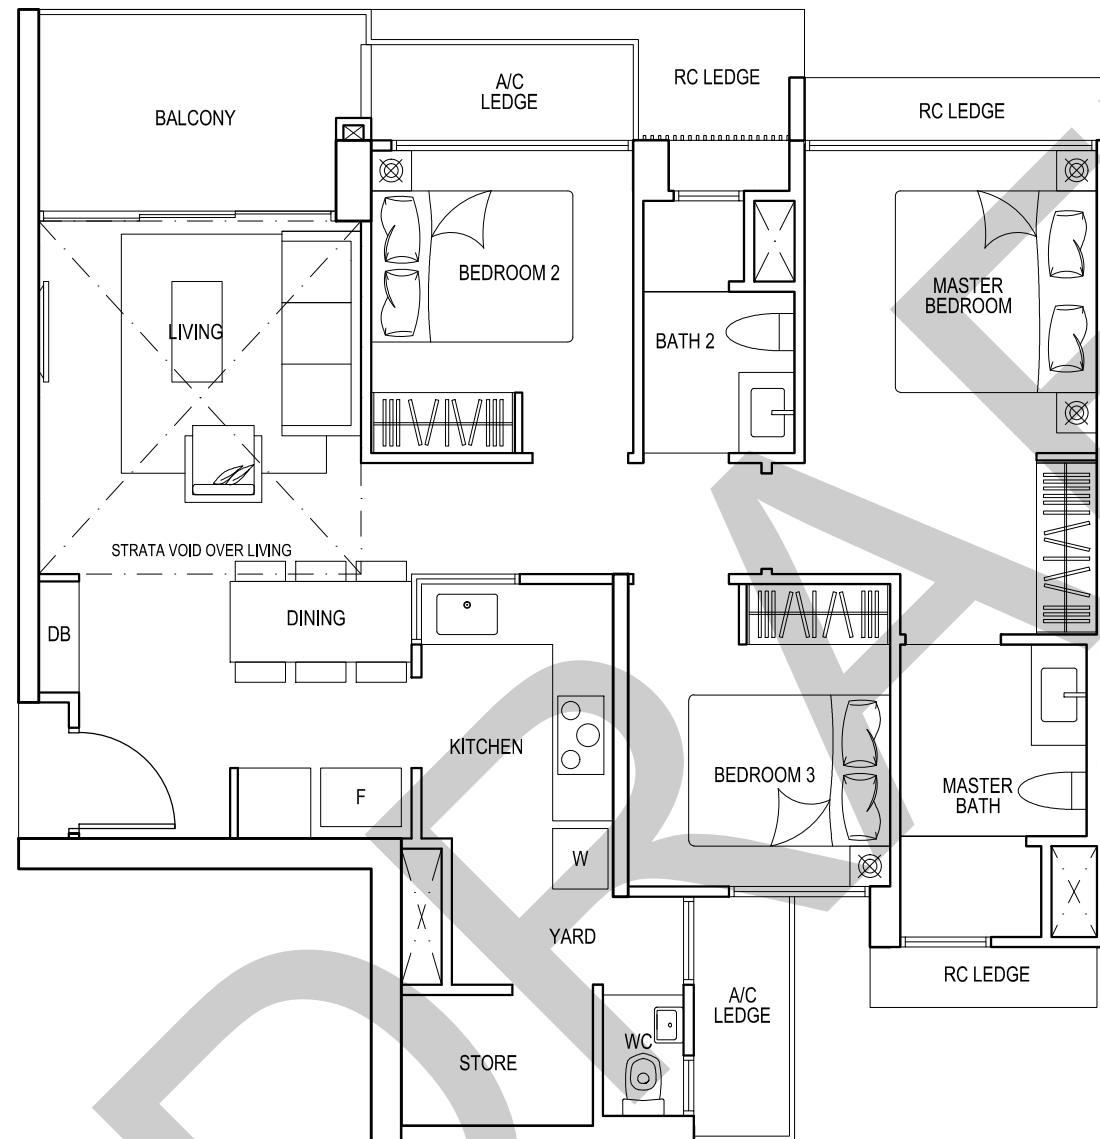 BALCONY
A/C
LEDGE
RC LEDGE
RC LEDGE
BEDROOM 2
MASTER
BEDROOM
LIVING
BATH 2
STRATA VOID OVER LIVING
DB
DINING
KITCHEN
BEDROOM 3
MASTER
BATH
F
W
YARD
RC LEDGE
A/C
LEDGE
WC
STORE
DRAF